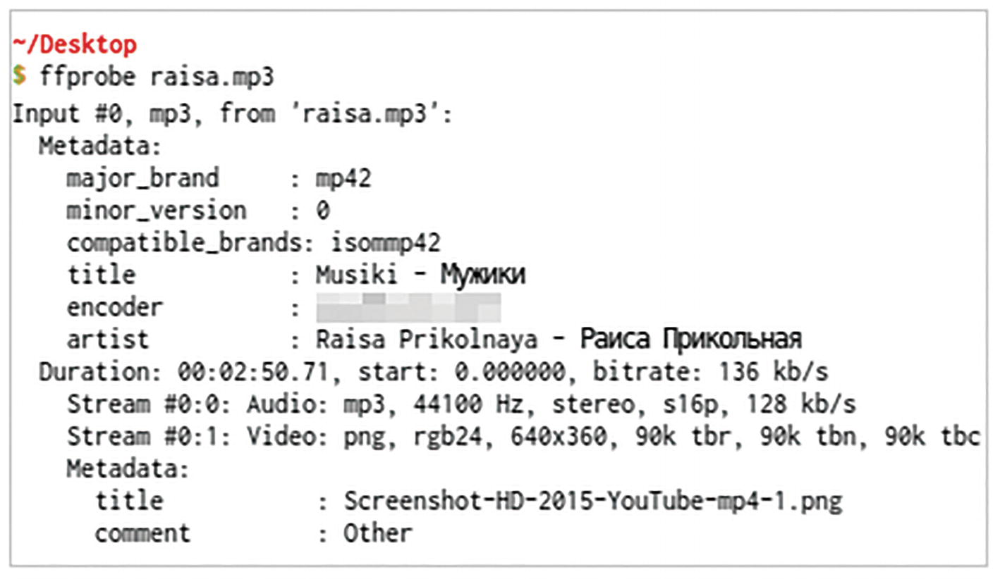 ~/Desktop
$ ffprobe raisa.mp3
Input #0, mp3, from 'raisa.mp3':
Metadata:
major_brand : mp42
minor_version : 0
compatible_brands: isommp42
title : Musiki - Мужики
encoder :
artist : Raisa Prikolnaya - Раиса Прикольная
Duration: 00:02:50.71, start: 0.000000, bitrate: 136 kb/s
Stream #0:0: Audio: mp3, 44100 Hz, stereo, s16p, 128 kb/s
Stream #0:1: Video: png, rgb24, 640x360, 90k tbr, 90k tbn, 90k tbc
Metadata:
title : Screenshot-HD-2015-YouTube-mp4-1.png
comment : Other